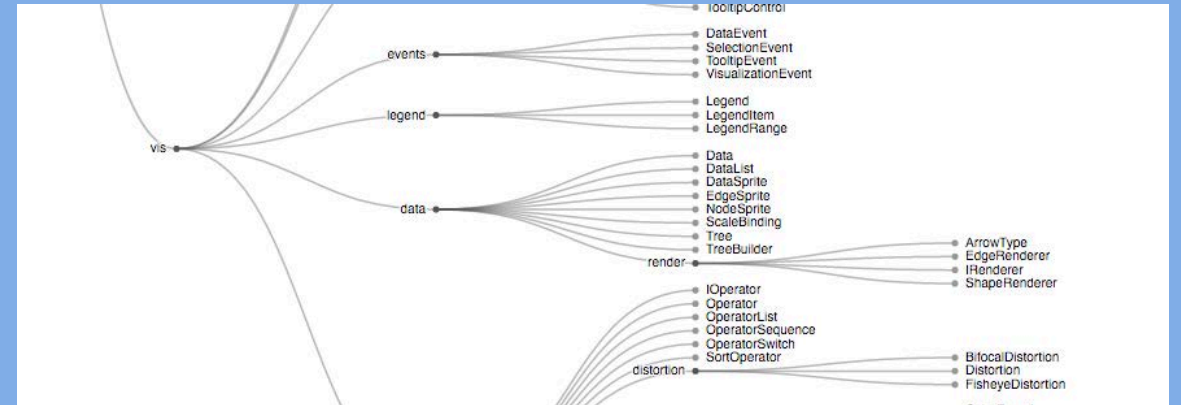 TooltipControl
DataEvent
events
SelectionEvent
TooltipEvent
VisualizationEvent
Legend
legend
LegendItem
LegendRange
vis
Data
DataList
DataSprite
EdgeSprite
data
NodeSprite
ScaleBinding
Tree
TreeBuilder
render
ArrowType
EdgeRenderer
IRenderer
ShapeRenderer
IOperator
Operator
OperatorList
OperatorSequence
OperatorSwitch
SortOperator
distortion
BifocalDistortion
Distortion
FisheyeDistortion